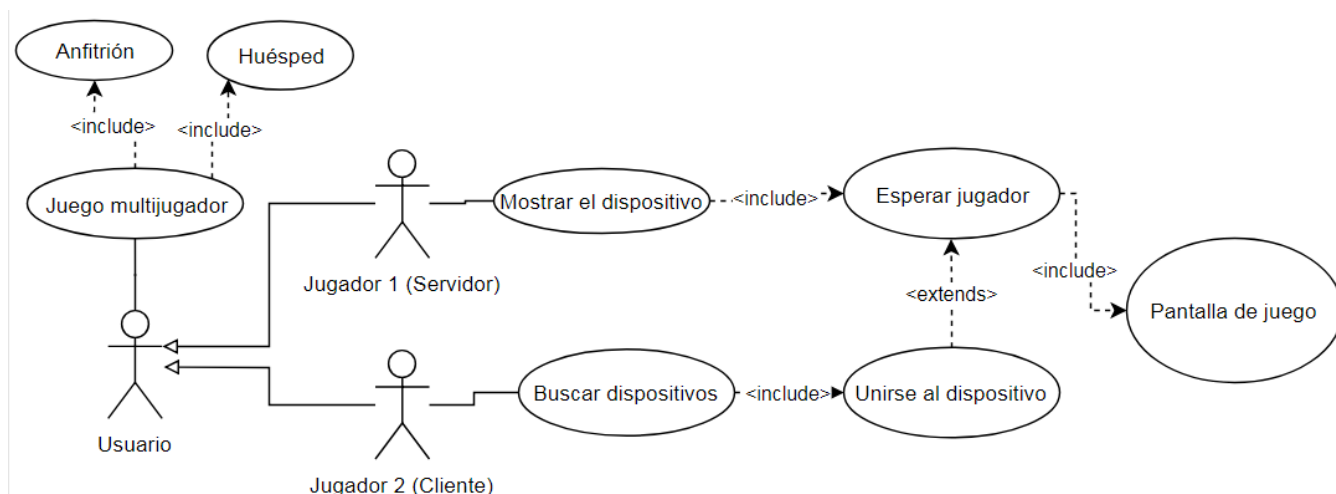 Anfitrión
Huésped
<include>
<include>
Juego multijugador
Mostrar el dispositivo
<include>
Esperar jugador
Jugador 1 (Servidor)
<include>
<extends>
Pantalla de juego
Buscar dispositivos
<include>
Unirse al dispositivo
Usuario
Jugador 2 (Cliente)